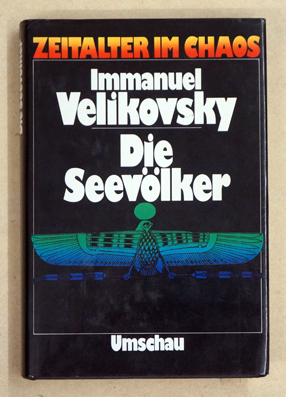 ZEITALTER IM CHAOS
Immanuel
Velikovsky
Die
Seevölker
Umschau